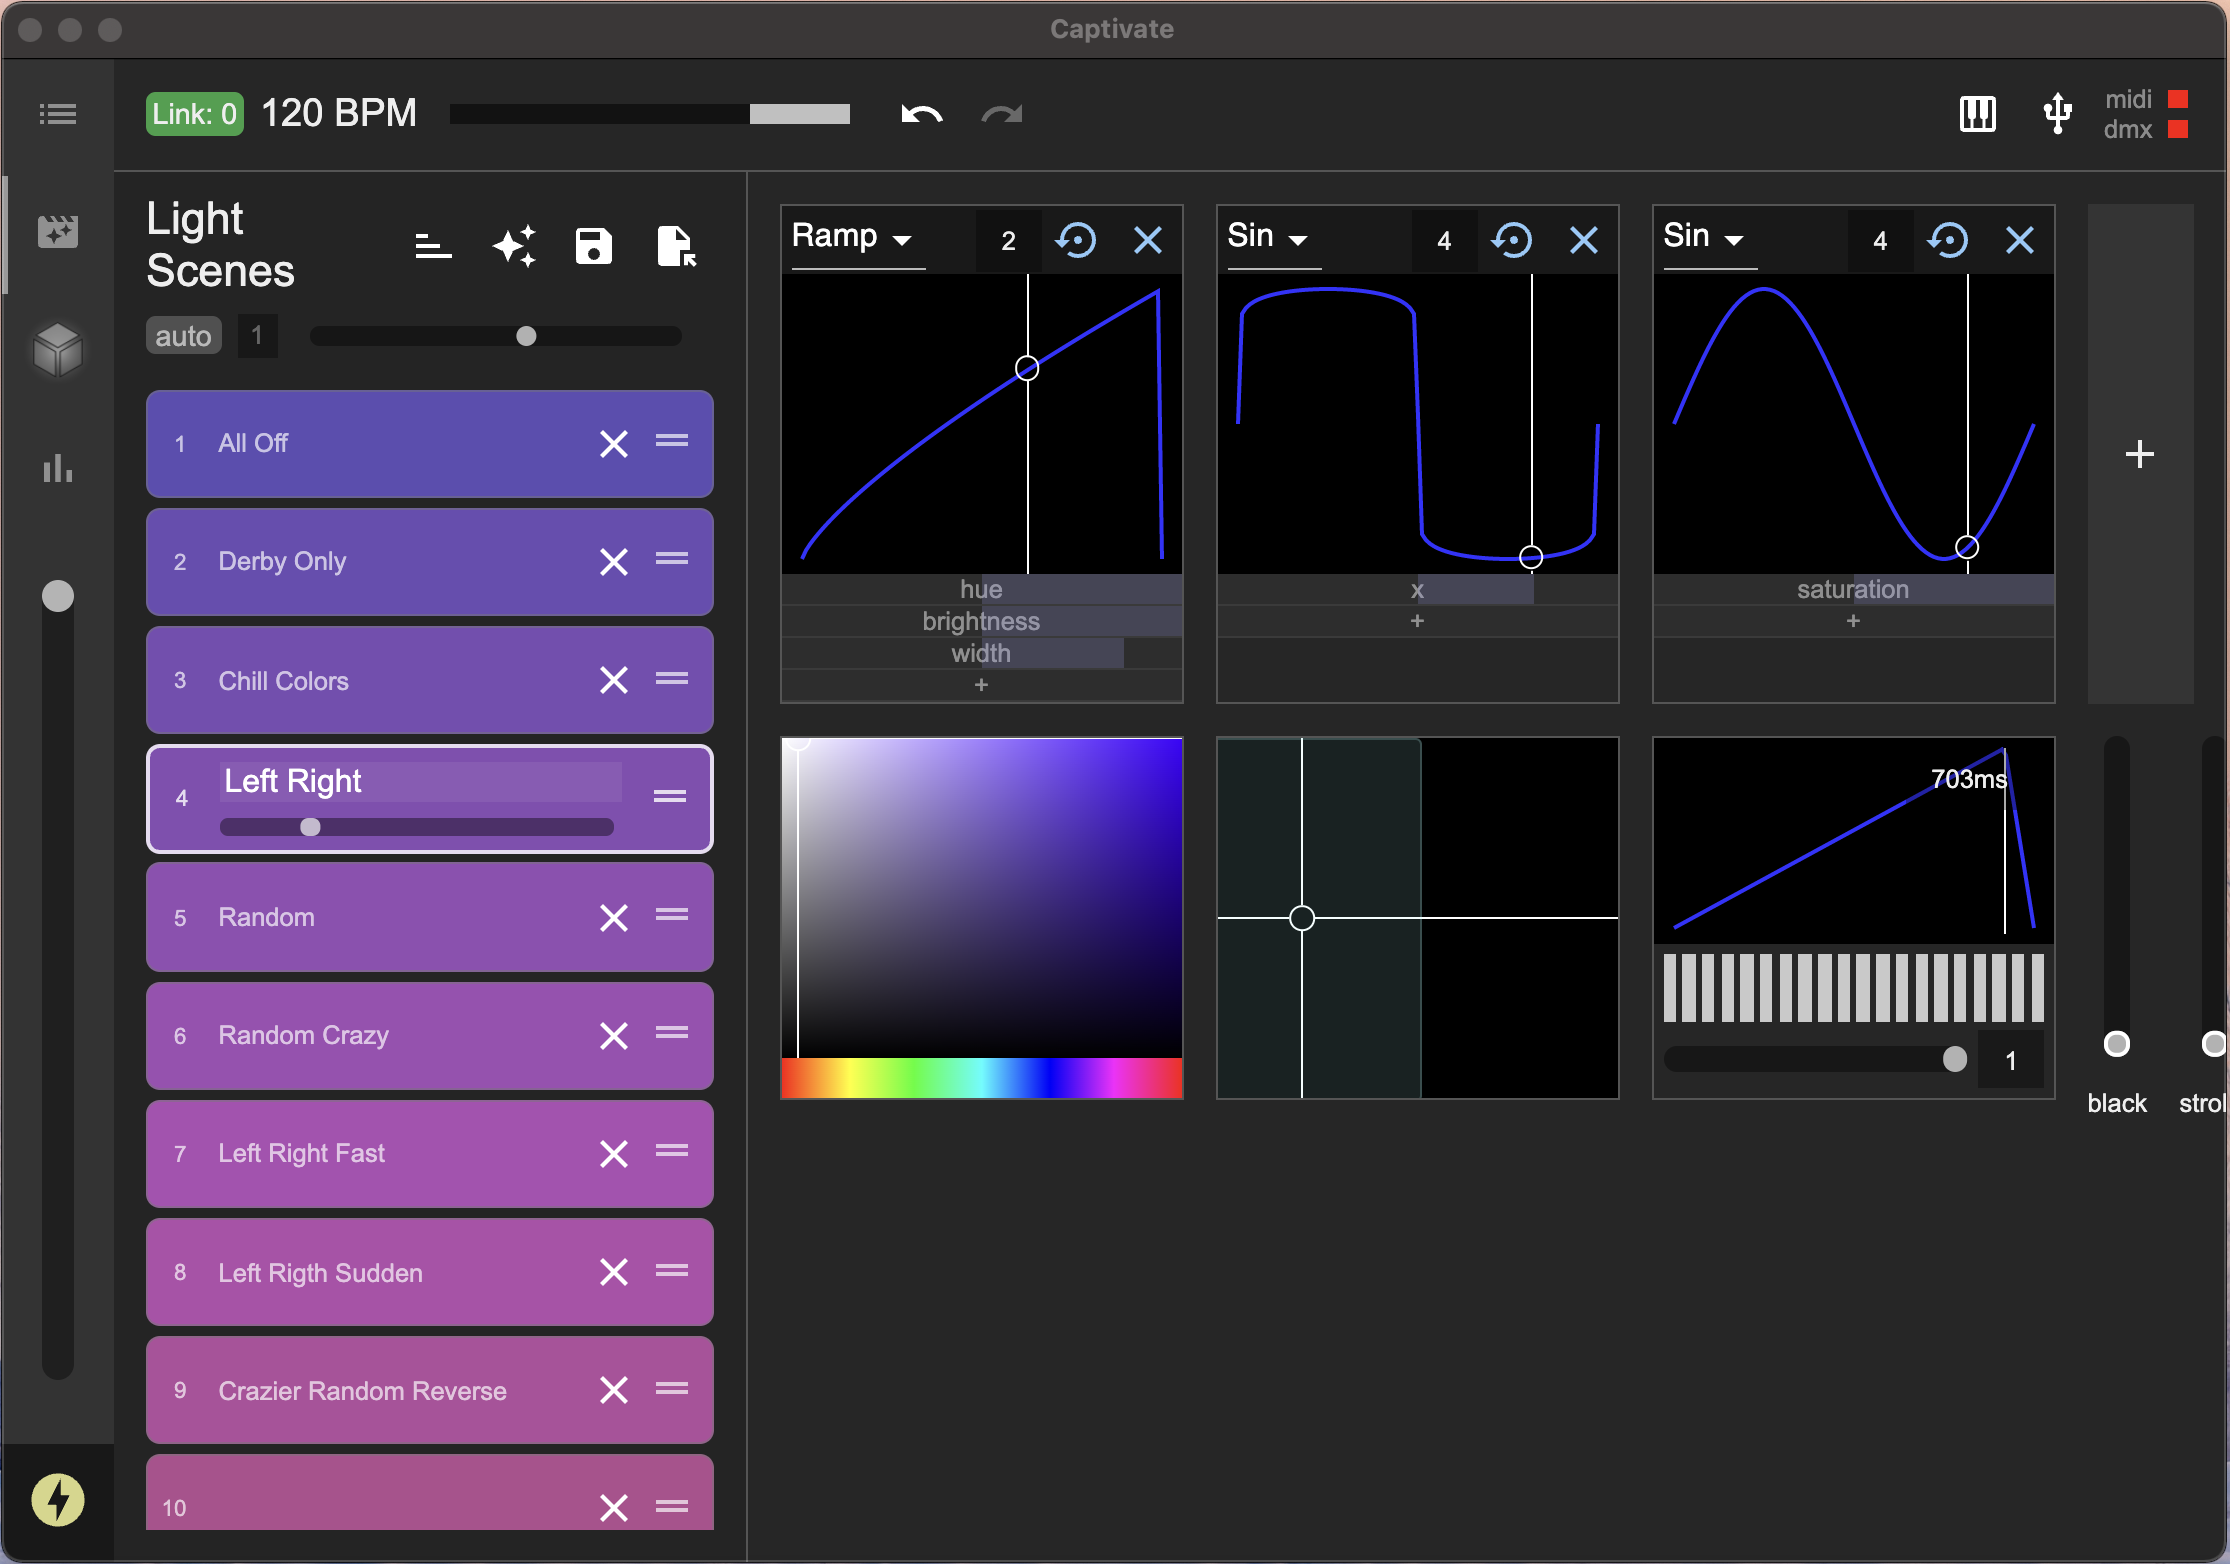 Captivate
Link: 0 120 BPM
midi
dmx
Light
Scenes
auto 1
1 All Off
2 Derby Only
3 Chill Colors
4 Left Right
5 Random
6 Random Crazy
7 Left Right Fast
8 Left Rigth Sudden
9 Crazier Random Reverse
10
Ramp 2
hue
brightness
width
+
Sin 4
x
+
Sin 4
saturation
+
+
703ms
1
black